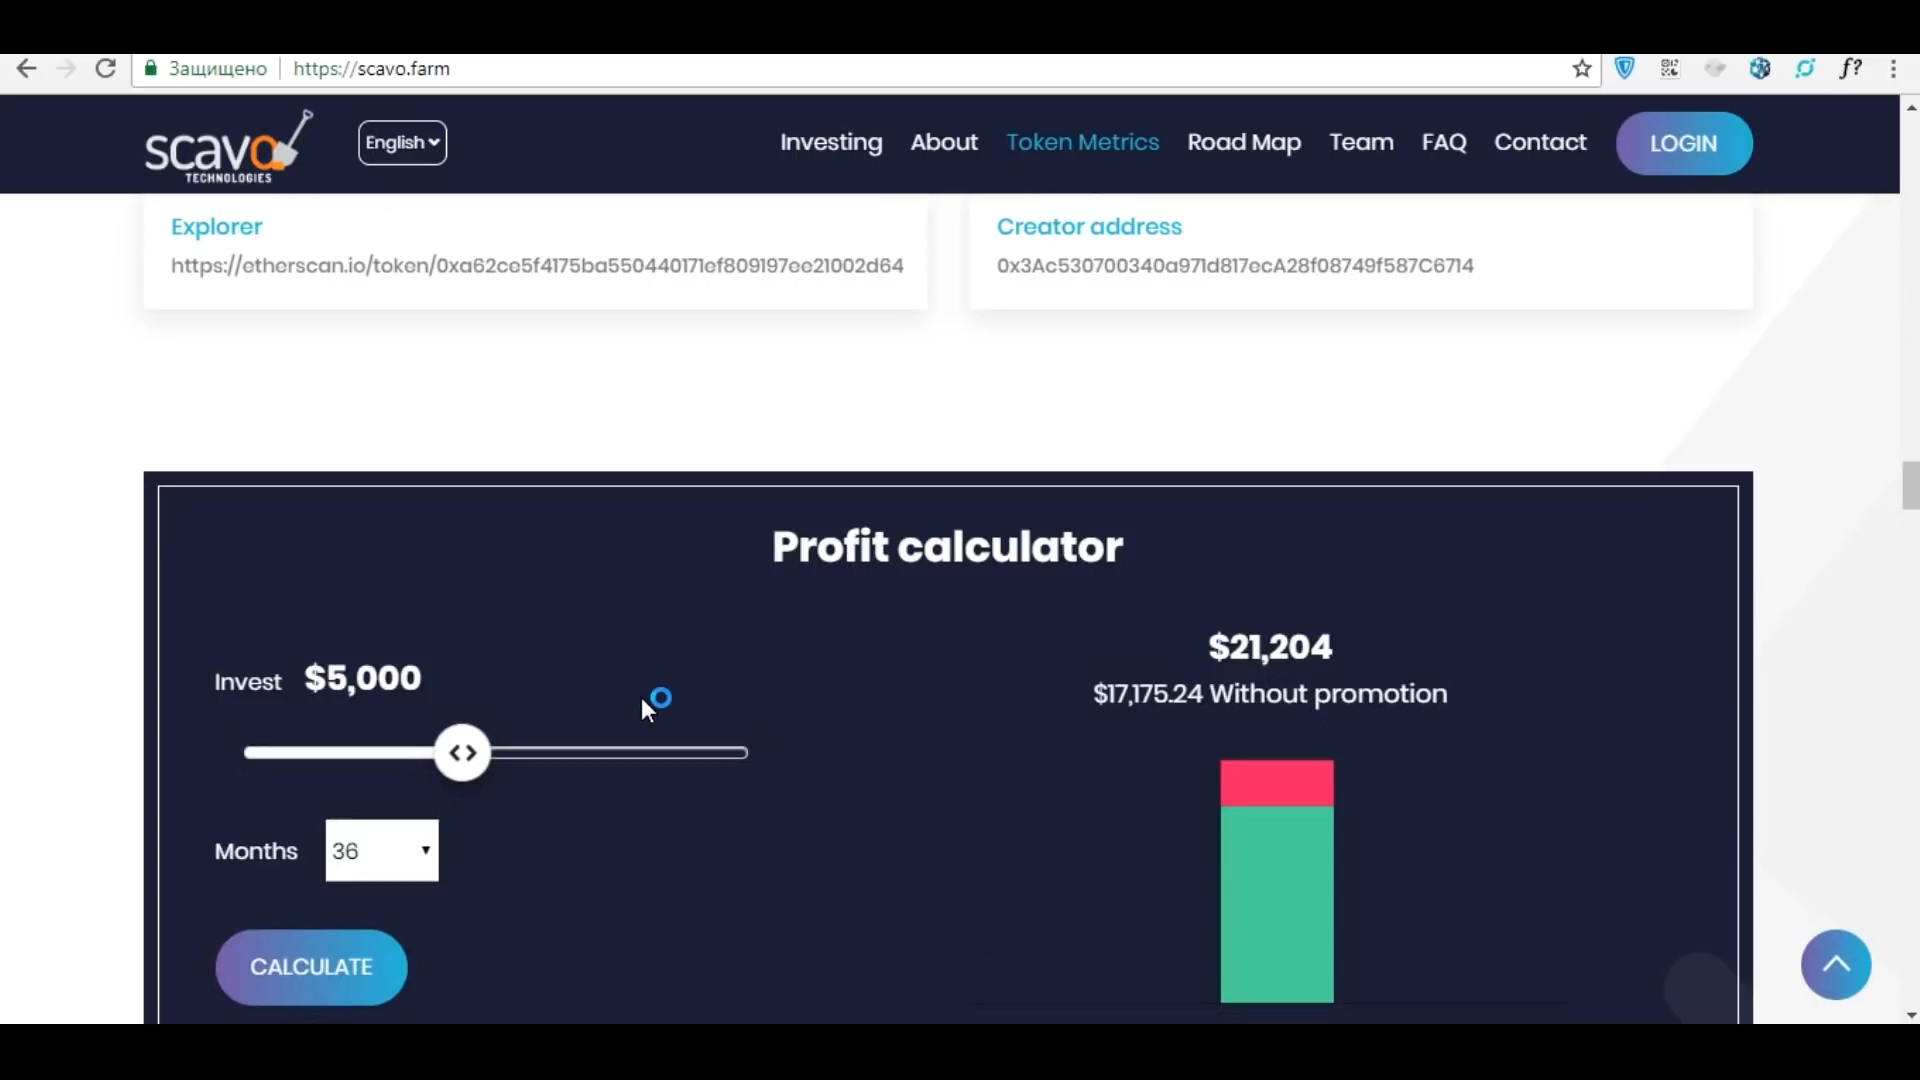 Защищено
https://scavo.farm
f?
scavo
TECHNOLOGIES
English
Investing
About
Token Metrics
Road Map
Team
FAQ
Contact
LOGIN
Explorer
https://etherscan.io/token/0xa62ce5f4175ba550440171ef809197ee21002d64
Creator address
0x3Ac530700340a971d817ecA28f08749f587C6714
Profit calculator
Invest $5,000
Months 36
CALCULATE
$21,204
$17,175.24 Without promotion